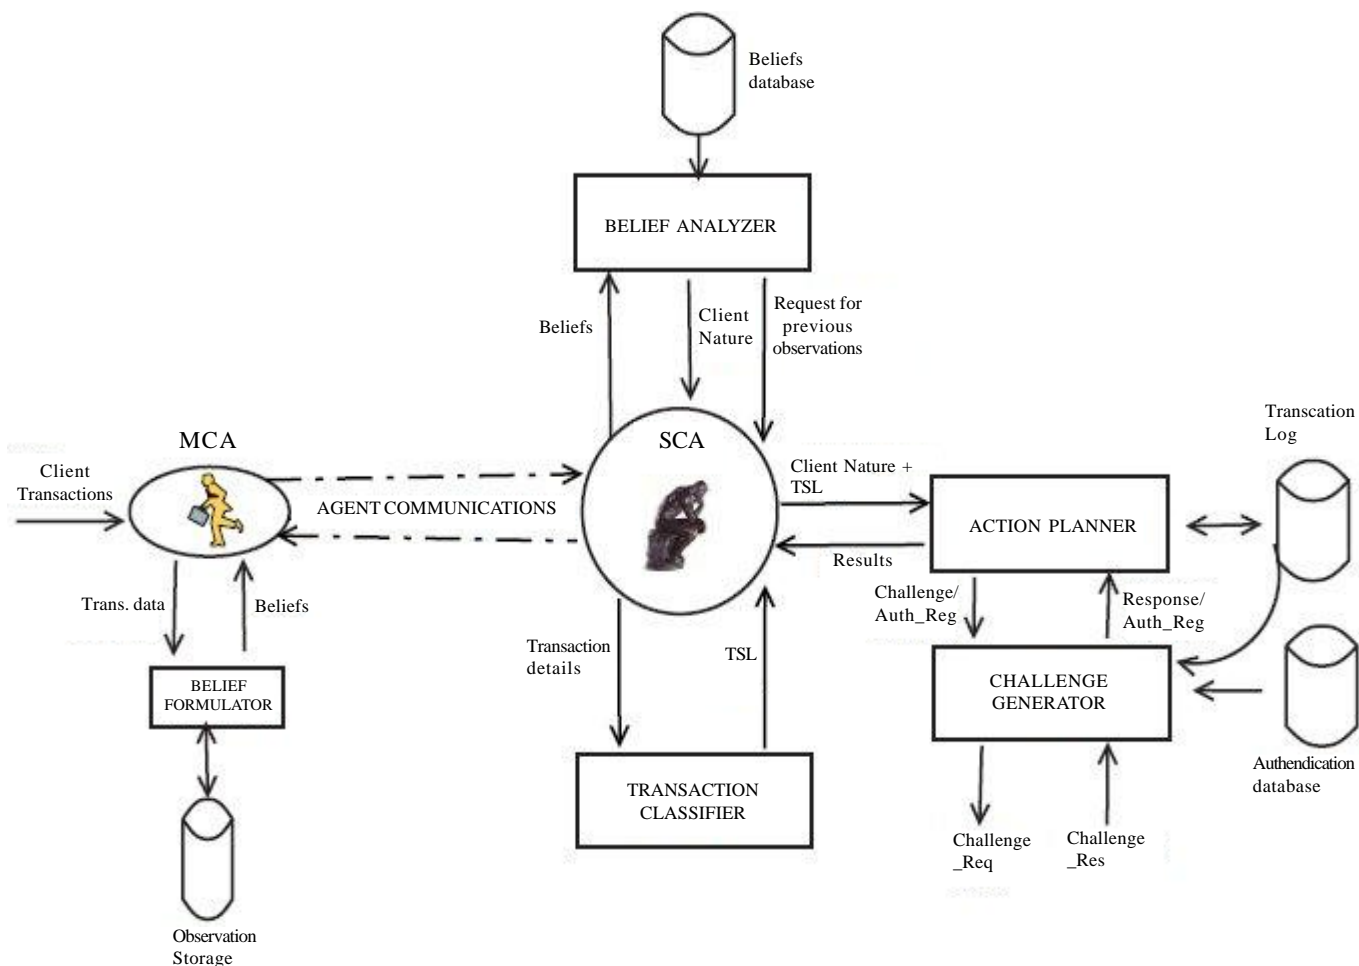 Beliefs
database
BELIEF ANALYZER
Beliefs
Client
Nature
Request for
previous
observations
MCA
SCA
Client
Transactions
AGENT COMMUNICATIONS
Client Nature +
TSL
ACTION PLANNER
Transcation
Log
Results
Trans. data
Beliefs
Challenge/
Auth_Reg
Response/
Auth_Reg
Transaction
details
TSL
BELIEF
FORMULATOR
CHALLENGE
GENERATOR
Authendication
database
TRANSACTION
CLASSIFIER
Challenge
_Req
Challenge
_Res
Observation
Storage